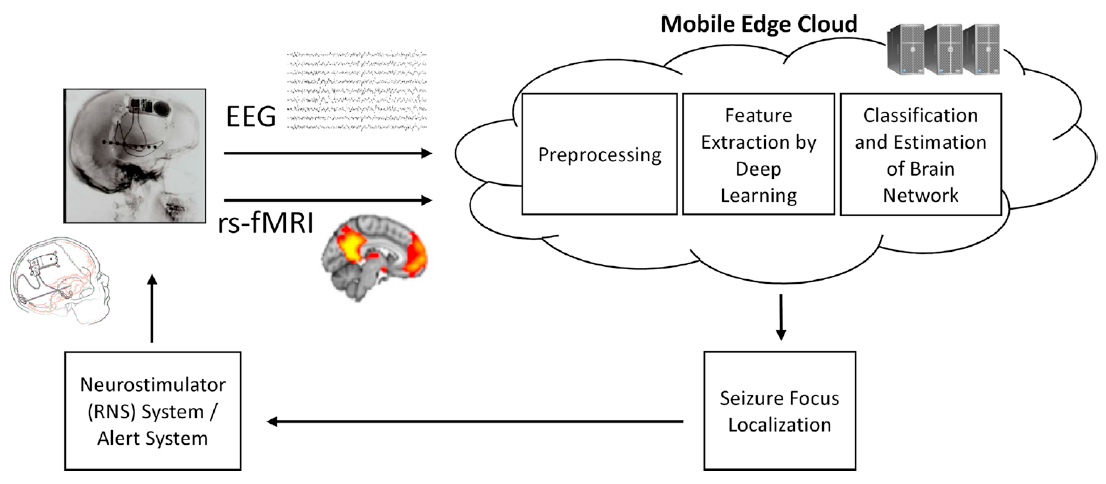 Mobile Edge Cloud
EEG
rs-fMRI
Preprocessing
Feature
Extraction by
Deep
Learning
Classification
and Estimation
of Brain
Network
Seizure Focus
Localization
Neurostimulator
(RNS) System /
Alert System